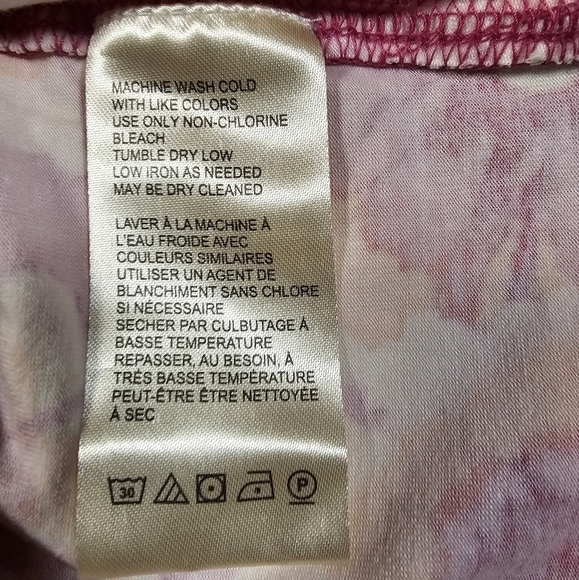 MACHINE WASH COLD
WITH LIKE COLORS
USE ONLY NON-CHLORINE
BLEACH
TUMBLE DRY LOW
LOW IRON AS NEEDED
MAY BE DRY CLEANED
LAVER À LA MACHINE À
L'EAU FROIDE AVEC
COULEURS SIMILAIRES
UTILISER UN AGENT DE
BLANCHIMENT SANS CHLORE
SI NÉCESSAIRE
SECHER PAR CULBUTAGE À
BASSE TEMPÉRATURE
REPASSER, AU BESOIN, À
TRÉS BASSE TEMPÉRATURE
PEUT-ÊTRE ÊTRE NETTOYÉE
À SEC
30 P